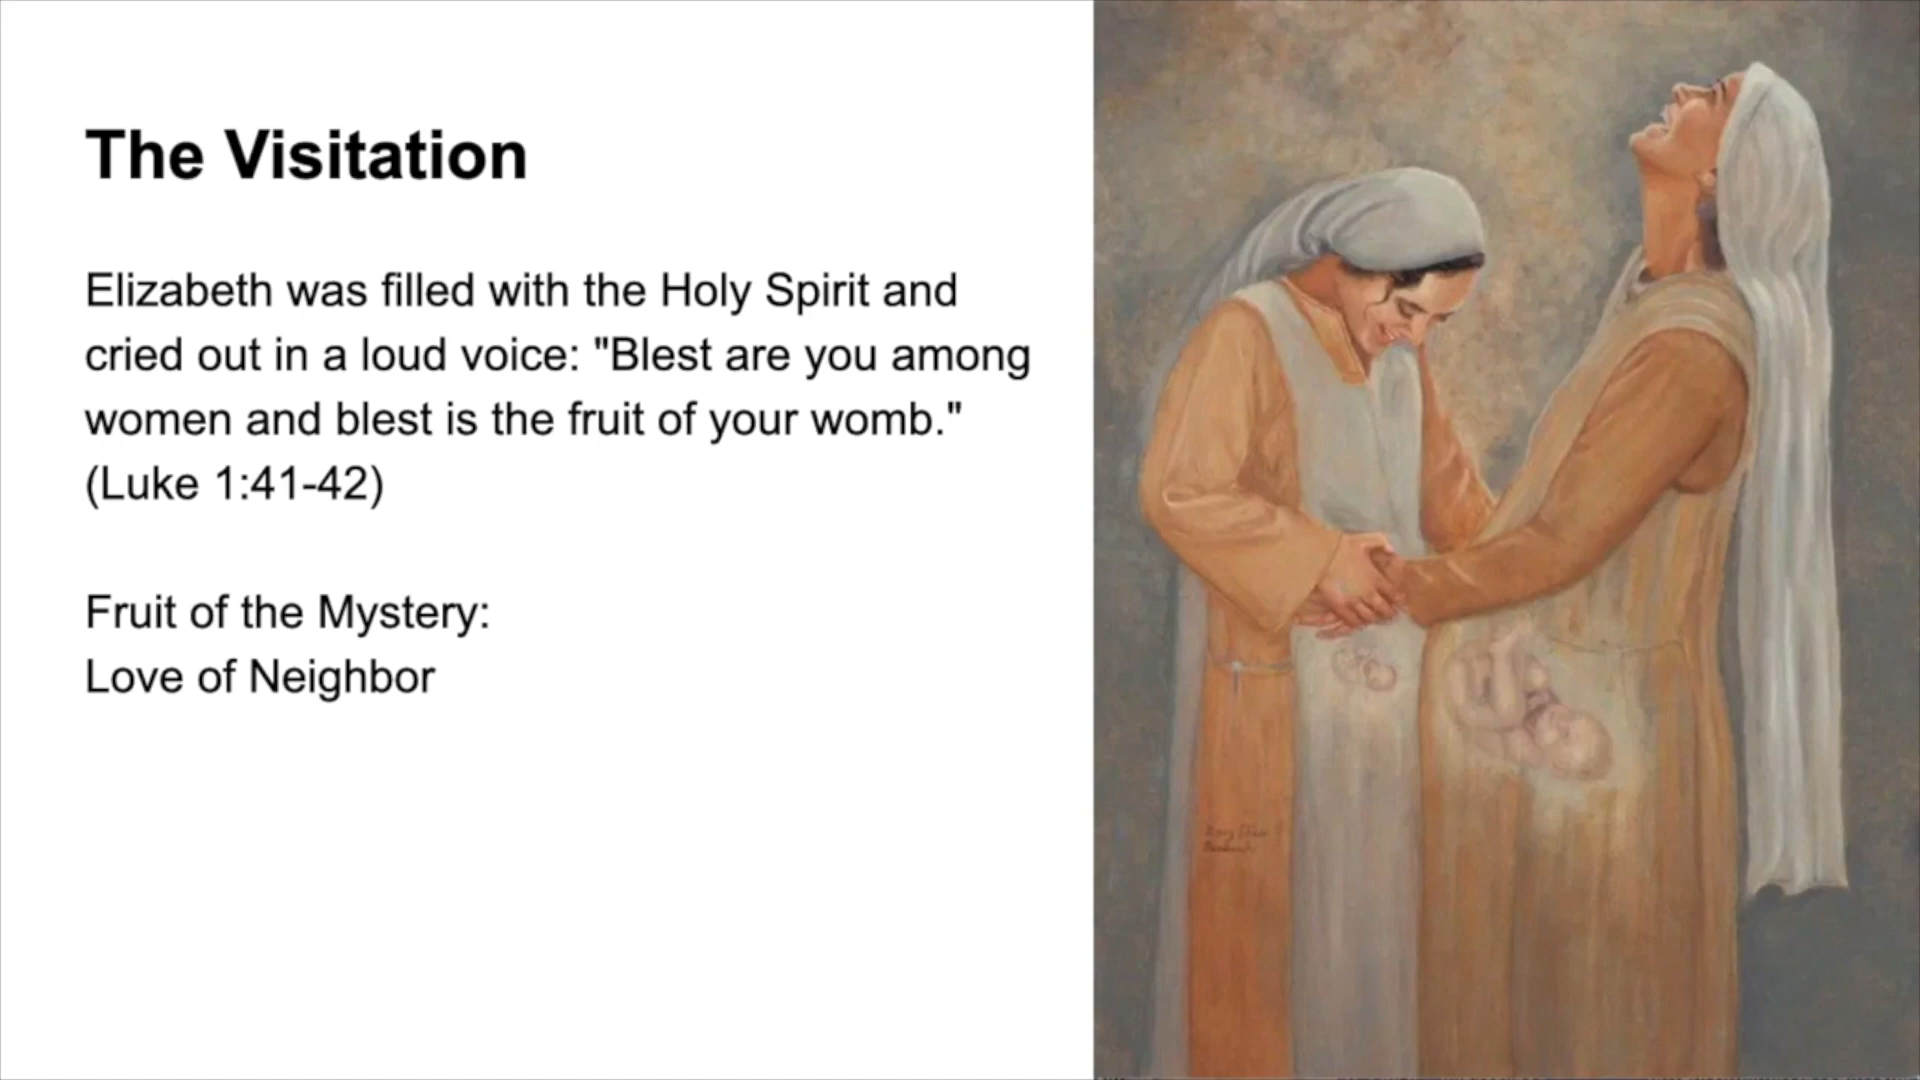 The Visitation
Elizabeth was filled with the Holy Spirit and
cried out in a loud voice: "Blest are you among
women and blest is the fruit of your womb."
(Luke 1:41-42)
Fruit of the Mystery:
Love of Neighbor